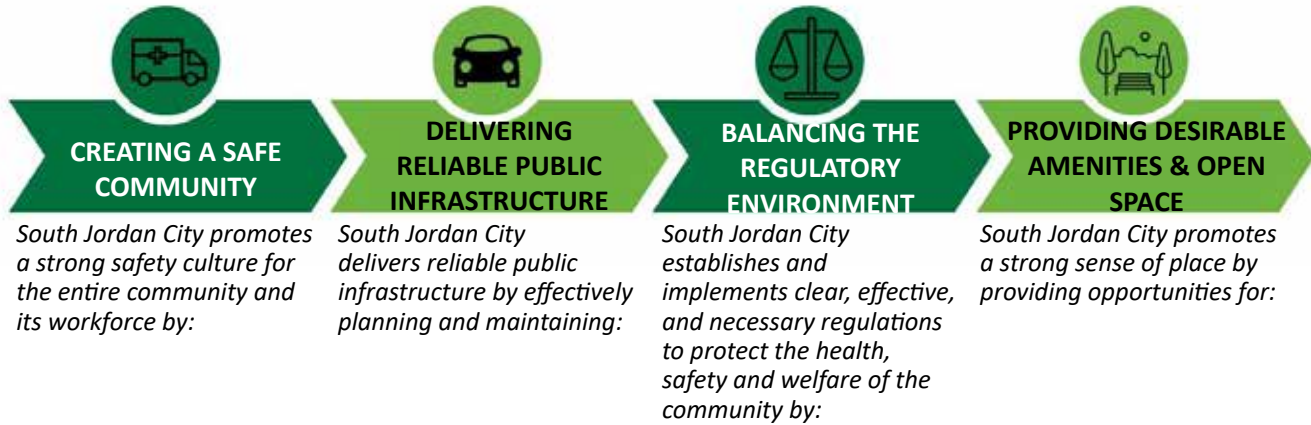 CREATING A SAFE
COMMUNITY
South Jordan City promotes
a strong safety culture for
the entire community and
its workforce by:
DELIVERING
RELIABLE PUBLIC
INFRASTRUCTURE
South Jordan City
delivers reliable public
infrastructure by effectively
planning and maintaining:
BALANCING THE
REGULATORY
ENVIRONMENT
South Jordan City
establishes and
implements clear, effective,
and necessary regulations
to protect the health,
safety and welfare of the
community by:
PROVIDING DESIRABLE
AMENITIES & OPEN
SPACE
South Jordan City promotes
a strong sense of place by
providing opportunities for: